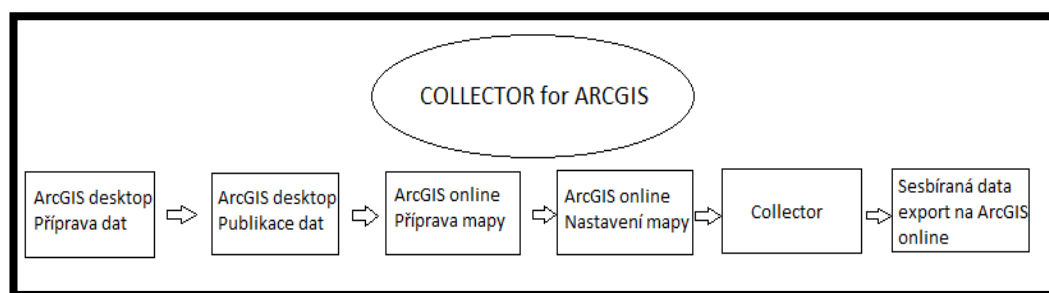 COLLECTOR for ARCGIS
ArcGIS desktop
Příprava dat
ArcGIS desktop
Publikace dat
ArcGIS online
Příprava mapy
ArcGIS online
Nastavení mapy
Collector
Sesbíraná data
export na ArcGIS
online